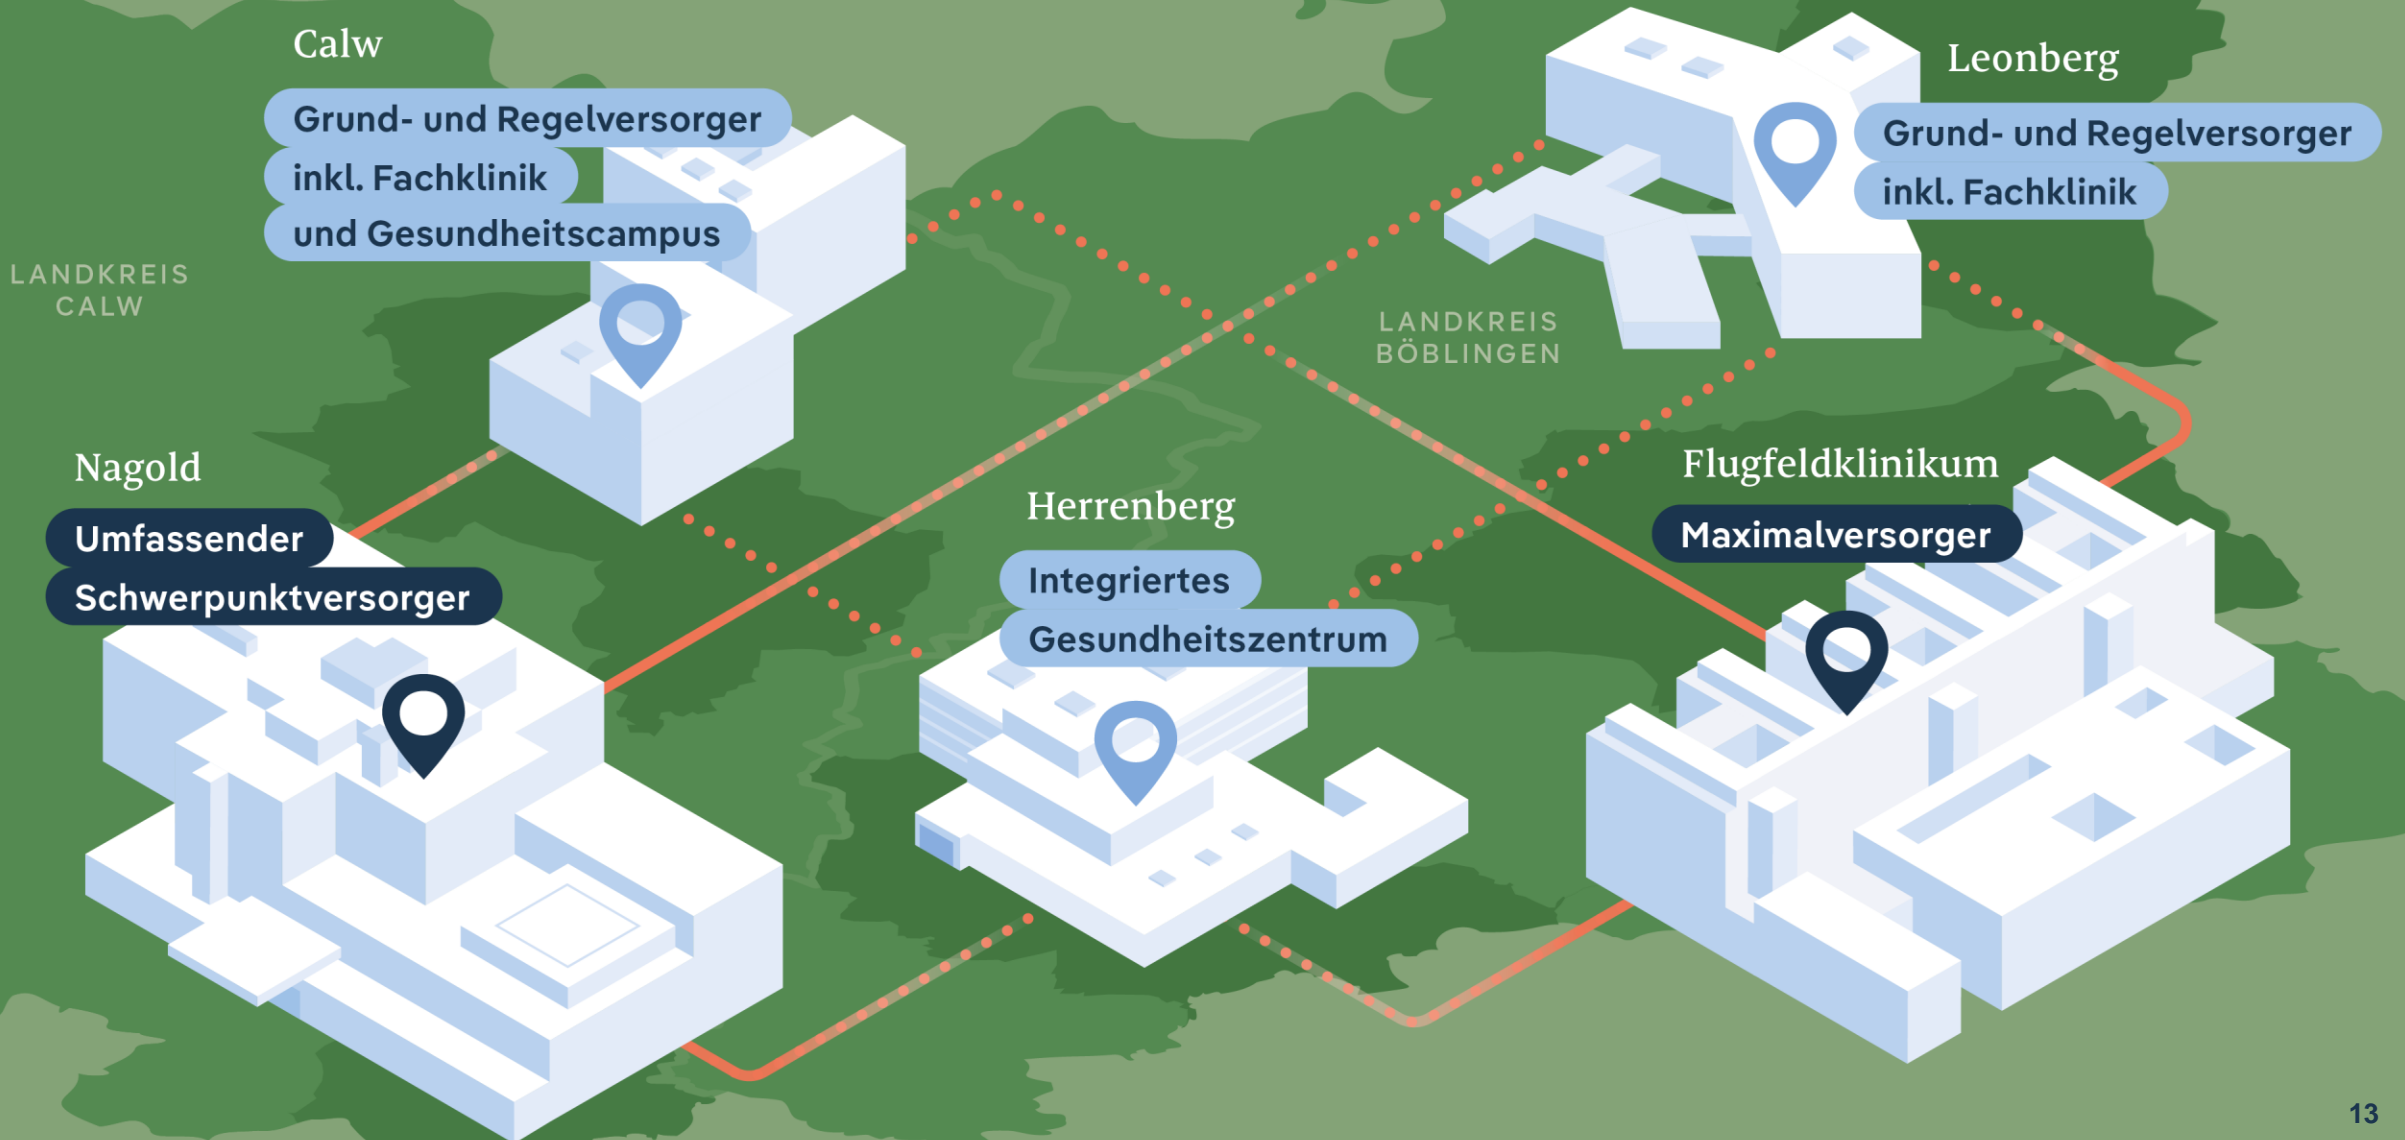 Calw
Grund- und Regelversorger
inkl. Fachklinik
und Gesundheitscampus
LANDKREIS
CALW
Leonberg
Grund- und Regelversorger
inkl. Fachklinik
LANDKREIS
BÖBLINGEN
Nagold
Umfassender
Schwerpunktversorger
Herrenberg
Integriertes
Gesundheitszentrum
Flugfeldklinikum
Maximalversorger
13